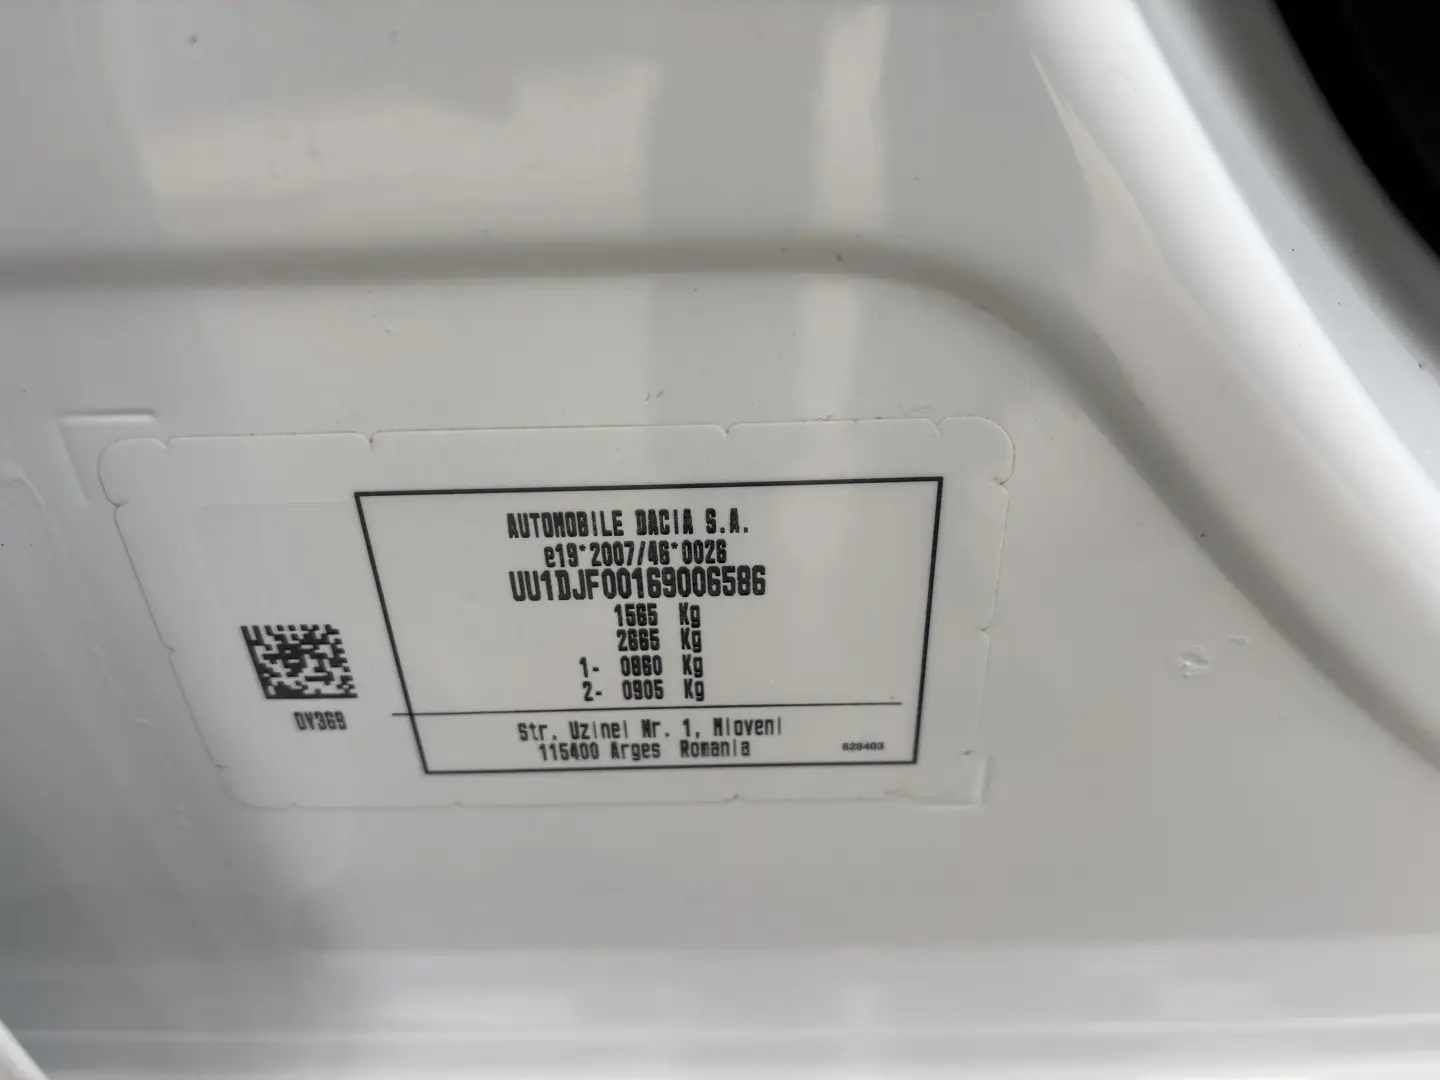 AUTOMOBILE DACIA S.A.
e19*2007/46*0026
UU1DJF00169006586
1565 Kg
2665 Kg
1- 0860 Kg
2- 0905 Kg
DV369
Str. Uzinei Nr. 1, Mioveni
115400 Arges Romania
628403